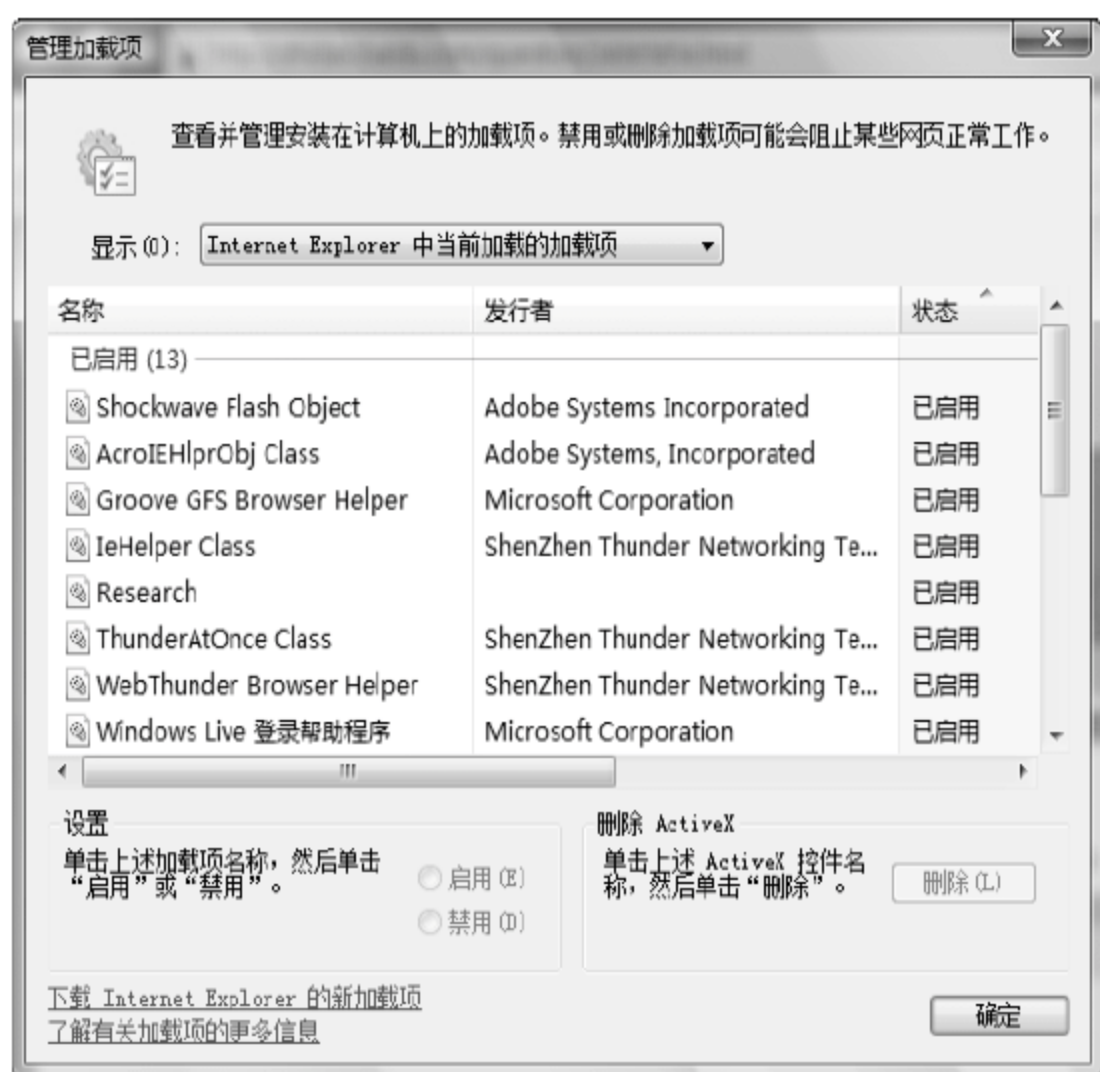 管理加载项
查看并管理安装在计算机上的加载项。禁用或删除加载项可能会阻止某些网页正常工作。
显示(O): Internet Explorer 中当前加载的加载项
名称 发行者 状态
已启用 (13)
Shockwave Flash Object Adobe Systems Incorporated 已启用
AcroIEHlprObj Class Adobe Systems, Incorporated 已启用
Groove GFS Browser Helper Microsoft Corporation 已启用
IeHelper Class ShenZhen Thunder Networking Te... 已启用
Research 已启用
ThunderAtOnce Class ShenZhen Thunder Networking Te... 已启用
WebThunder Browser Helper ShenZhen Thunder Networking Te... 已启用
Windows Live 登录帮助程序 Microsoft Corporation 已启用
设置
单击上述加载项名称，然后单击
“启用”或“禁用”。
启用(E)
禁用(D)
删除 ActiveX
单击上述 ActiveX 控件名
称，然后单击“删除”。
删除(L)
下载 Internet Explorer 的新加载项
了解有关加载项的更多信息
确定